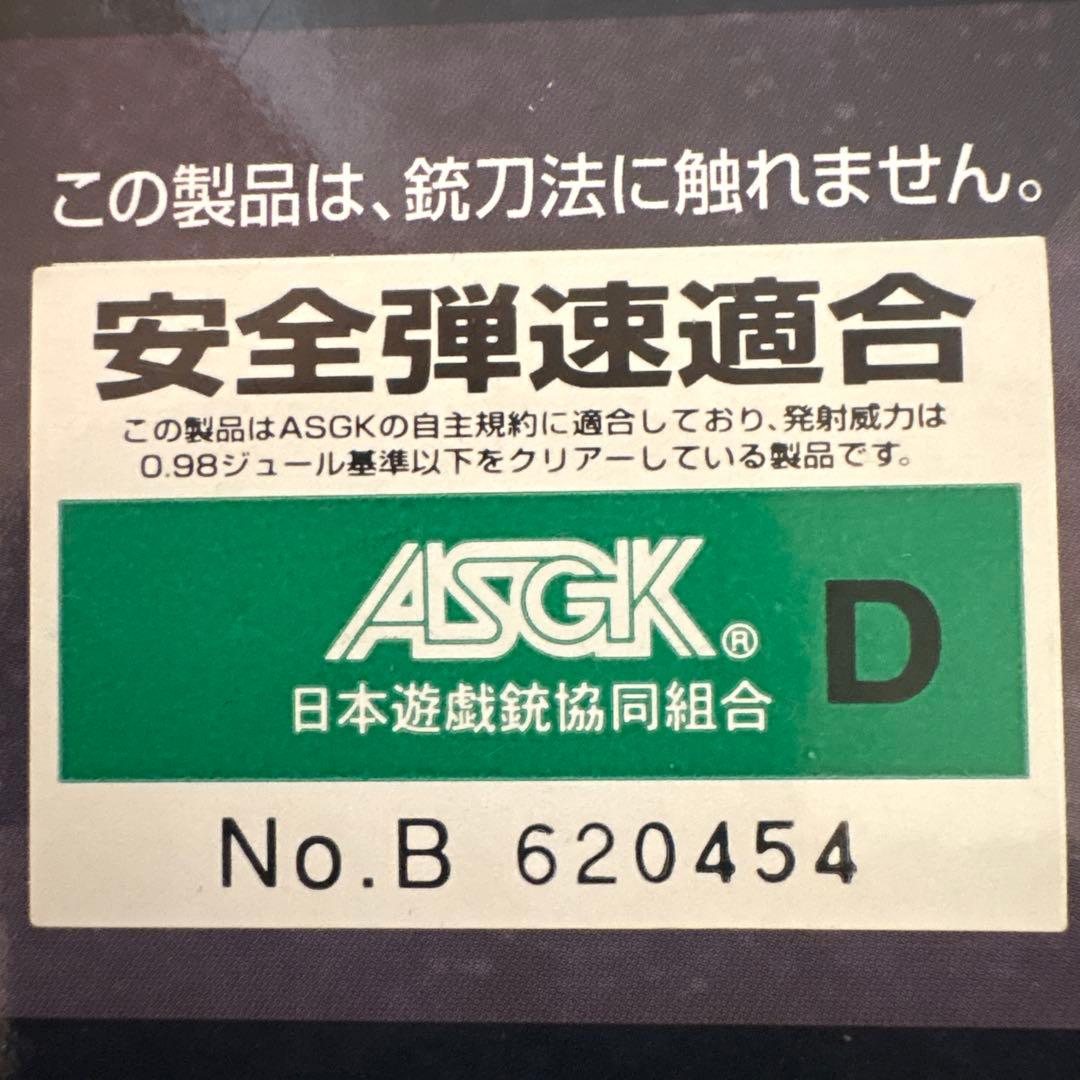 この製品は、銃刀法に触れません。
安全弾速適合
この製品はASGKの自主規約に適合しており、発射威力は
0.98ジュール基準以下をクリアーしている製品です。
ASGK® D
日本遊戯銃協同組合
No.B 620454